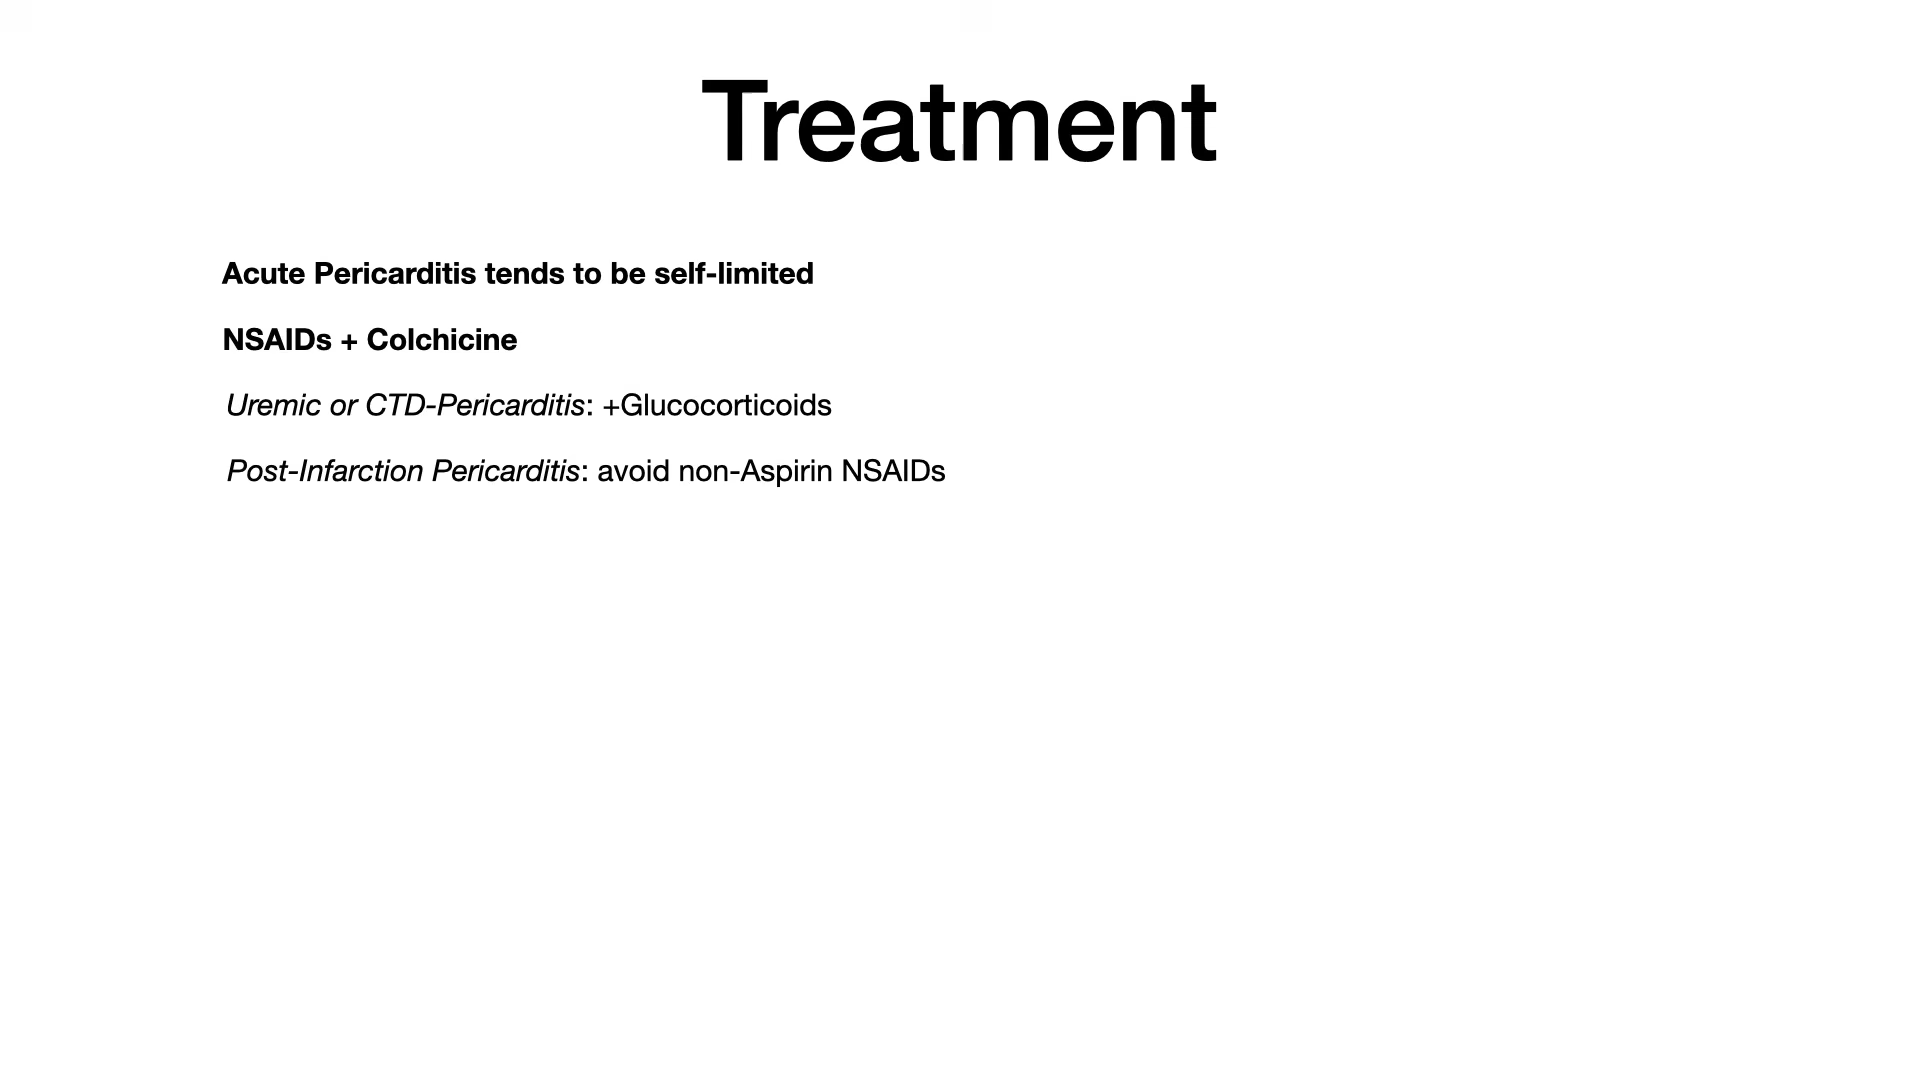 Treatment
Acute Pericarditis tends to be self-limited
NSAIDs + Colchicine
Uremic or CTD-Pericarditis: +Glucocorticoids
Post-Infarction Pericarditis: avoid non-Aspirin NSAIDs